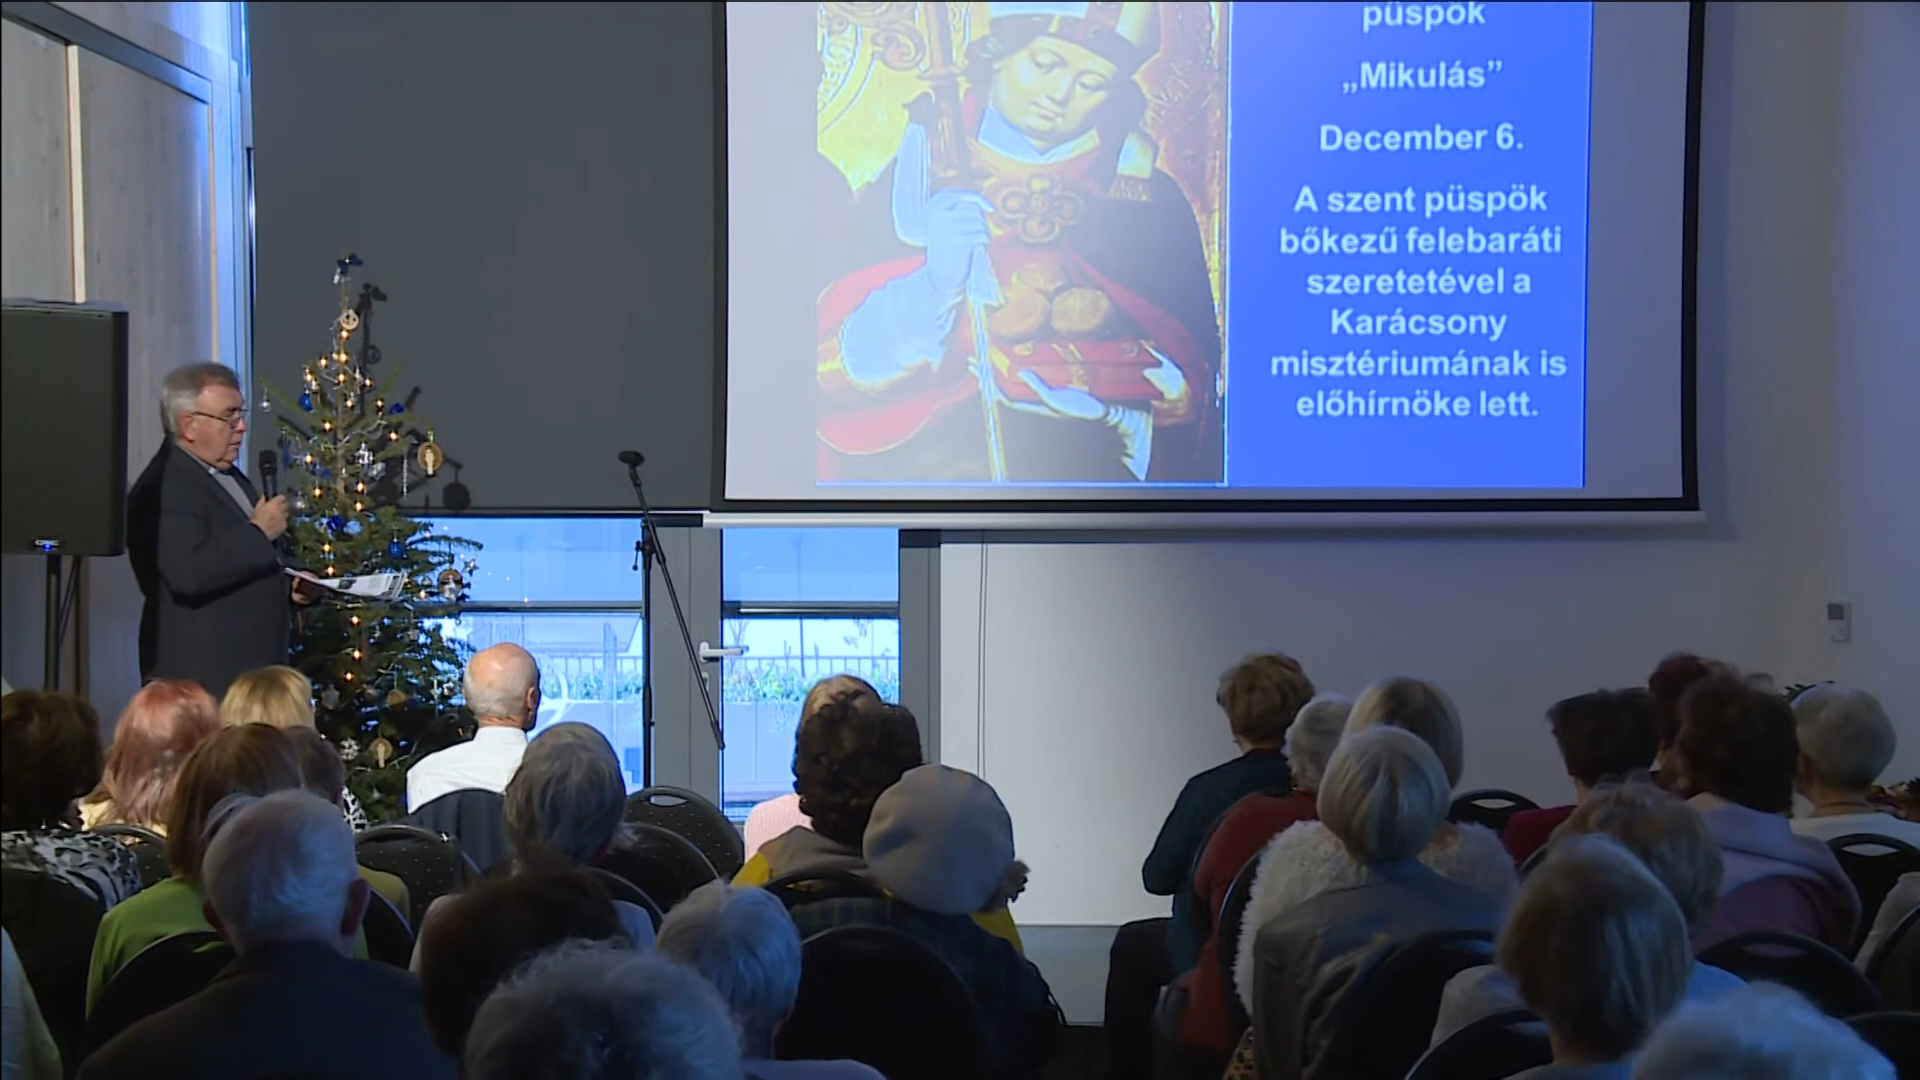 püspök
„Mikulás”
December 6.
A szent püspök
bőkezű felebaráti
szeretetével a
Karácsony
misztériumának is
előhírnöke lett.